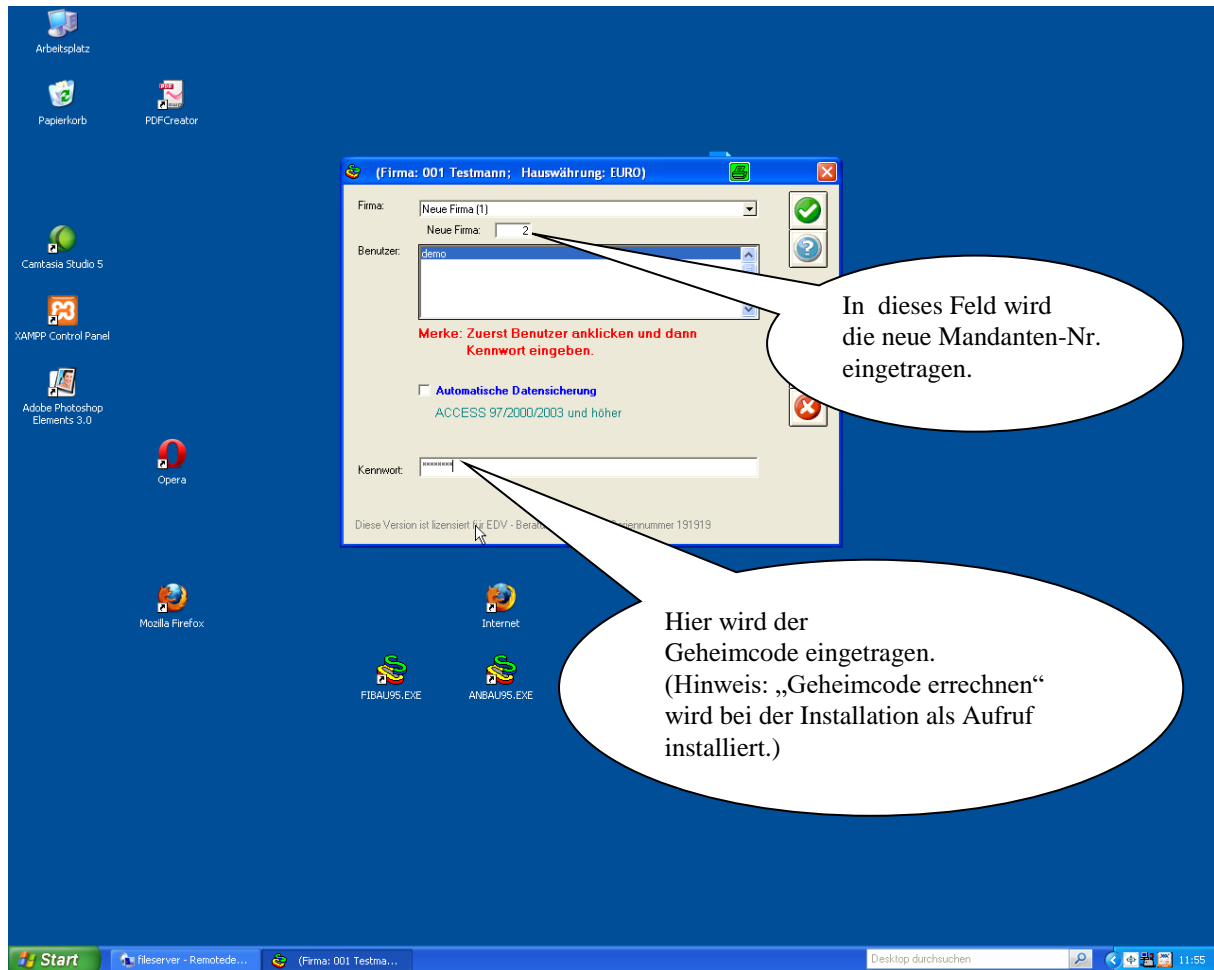 Arbeitsplatz
Papierkorb
PDFCreator
(Firma: 001 Testmann; Hauswährung: EURO)
Firma:
Neue Firma (1)
Neue Firma: 2
Benutzer:
demo
Merke: Zuerst Benutzer anklicken und dann
Kennwort eingeben.
Automatische Datensicherung
ACCESS 97/2000/2003 und höher
Kennwort:
********
Diese Version ist lizensiert für EDV - Seriennummer 191919
In dieses Feld wird
die neue Mandanten-Nr.
eingetragen.
Camtasia Studio 5
XAMPP Control Panel
Adobe Photoshop
Elements 3.0
Opera
Mozilla Firefox
Internet
FIBAU95.EXE
ANBAU95.EXE
Hier wird der
Geheimcode eingetragen.
(Hinweis: „Geheimcode errechnen“
wird bei der Installation als Aufruf
installiert.)
Start
fileserver - Remotede...
(Firma: 001 Testma...
Desktop durchsuchen
11:55